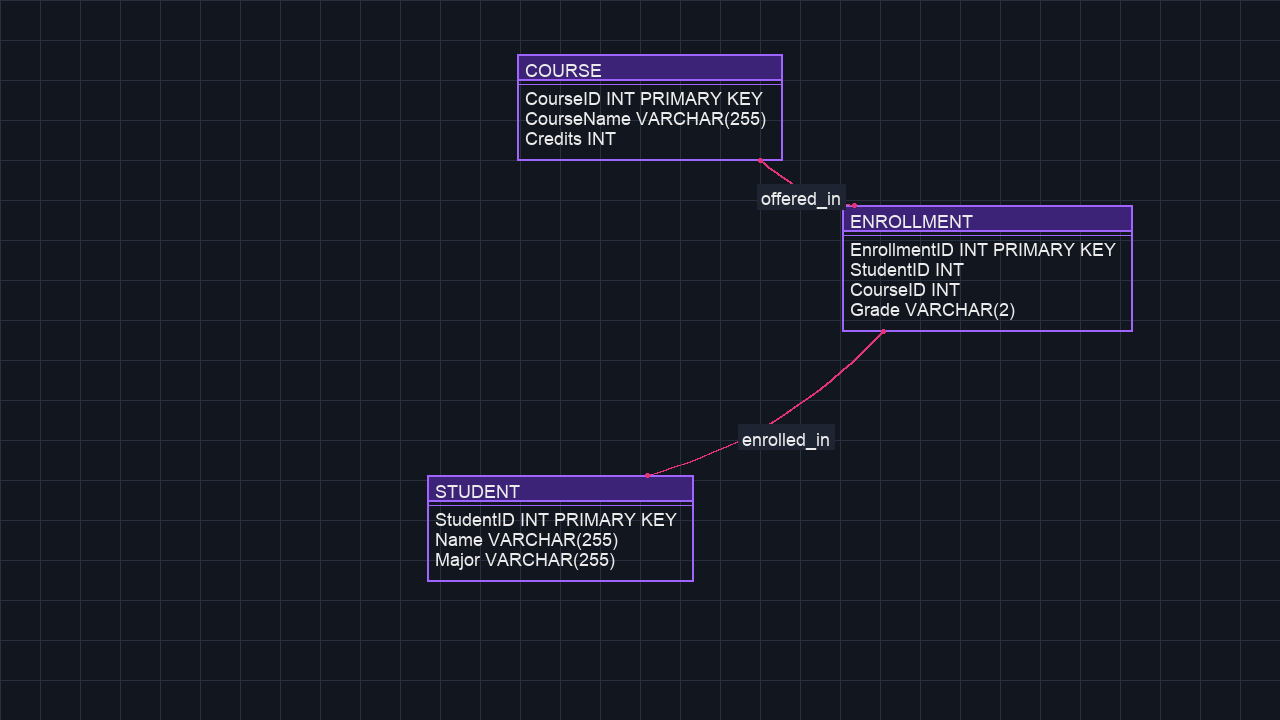 COURSE
CourseID INT PRIMARY KEY
CourseName VARCHAR(255)
Credits INT
offered_in
ENROLLMENT
EnrollmentID INT PRIMARY KEY
StudentID INT
CourseID INT
Grade VARCHAR(2)
enrolled_in
STUDENT
StudentID INT PRIMARY KEY
Name VARCHAR(255)
Major VARCHAR(255)